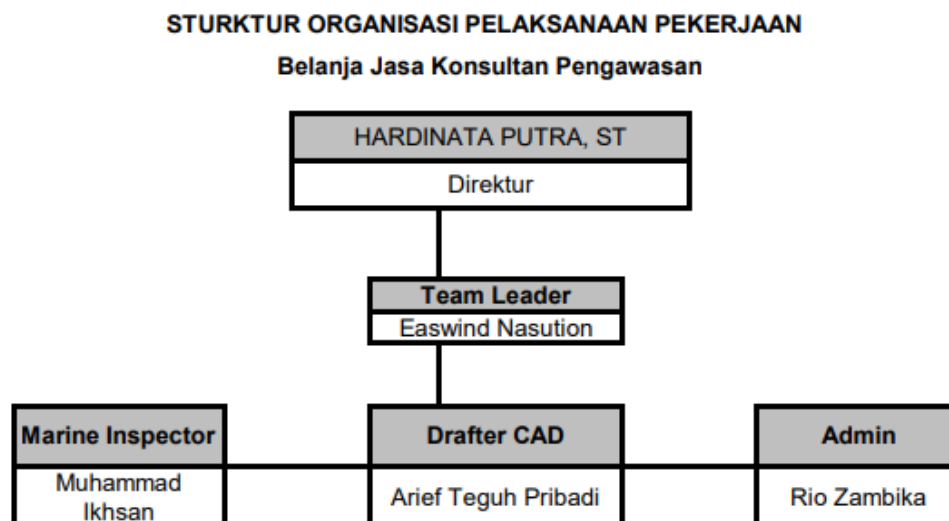 STURKTUR ORGANISASI PELAKSANAAN PEKERJAAN
Belanja Jasa Konsultan Pengawasan
HARDINATA PUTRA, ST
Direktur
Team Leader
Easwind Nasution
Marine Inspector
Muhammad
Ikhsan
Drafter CAD
Arief Teguh Pribadi
Admin
Rio Zambika